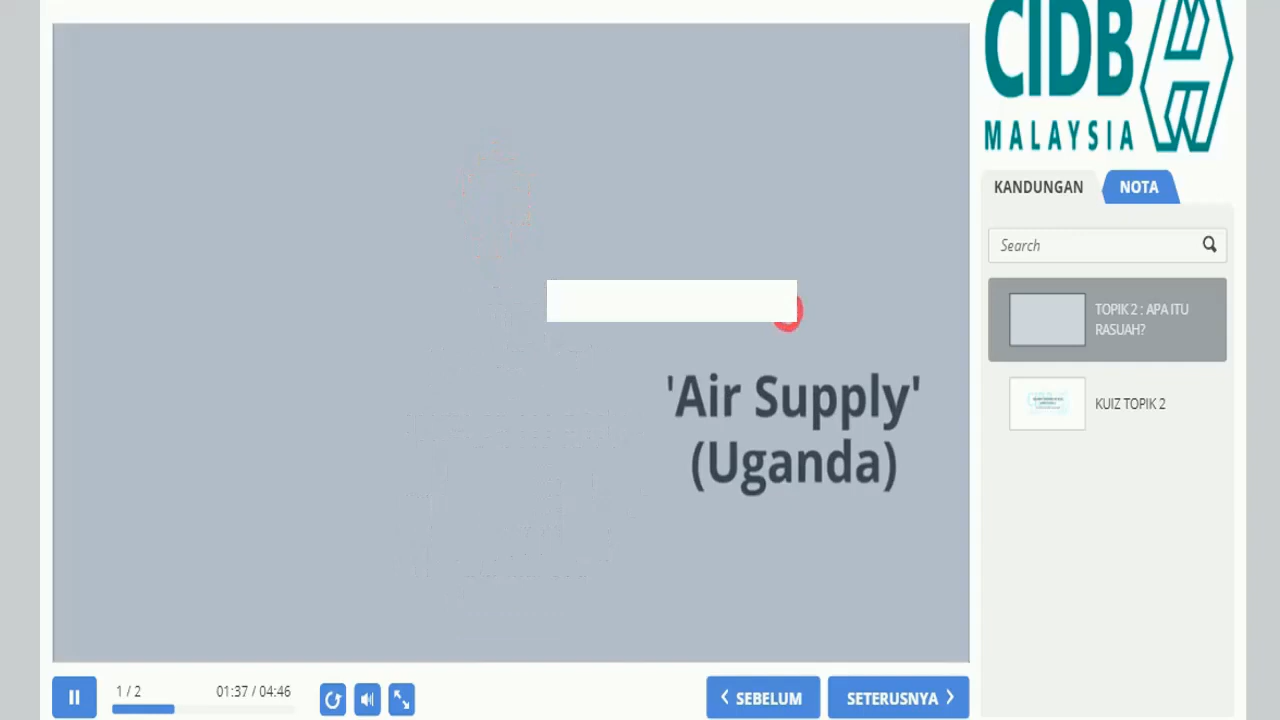 CIDB
MALAYSIA
KANDUNGAN
NOTA
Search
TOPIK 2 : APA ITU
RASUAH?
KUIZ TOPIK 2
'Air Supply'
(Uganda)
1 / 2
01:37 / 04:46
SEBELUM
SETERUSNYA